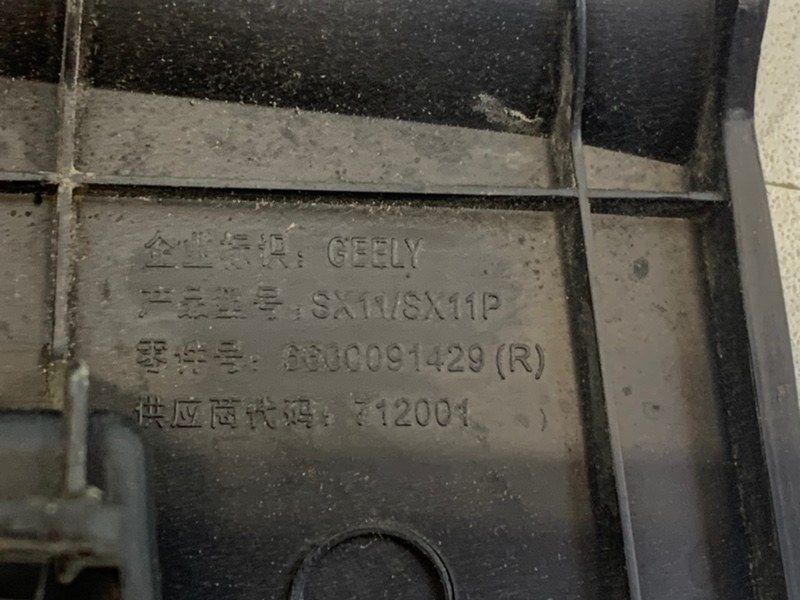 企业标识：GEELY
产品型号：SX11/SX11P
零件号：6600091429(R)
供应商代码：712001